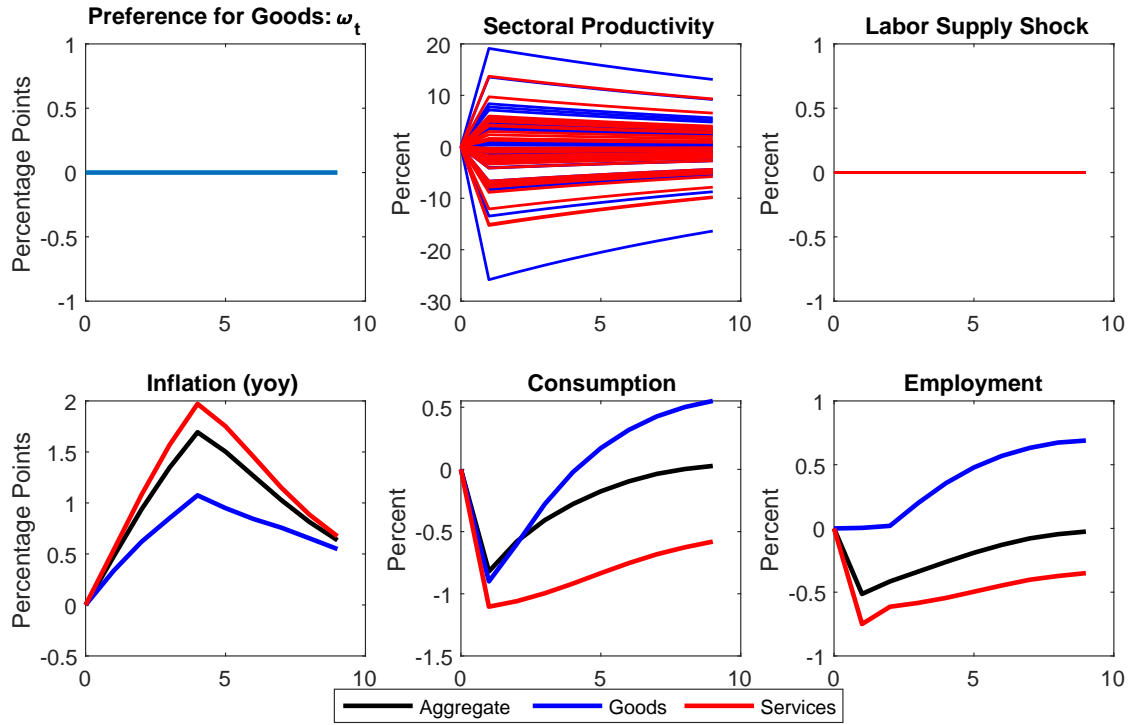 Preference for Goods: ω_t
Sectoral Productivity
Labor Supply Shock
Percentage Points
1
0.5
0
-0.5
-1
0 5 10
Percent
20
10
0
-10
-20
-30
0 5 10
Percent
1
0.5
0
-0.5
-1
0 5 10
Inflation (yoy)
Consumption
Employment
Percentage Points
2
1.5
1
0.5
0
-0.5
0 5 10
Percent
0.5
0
-0.5
-1
-1.5
0 5 10
Percent
1
0.5
0
-0.5
-1
0 5 10
Aggregate Goods Services